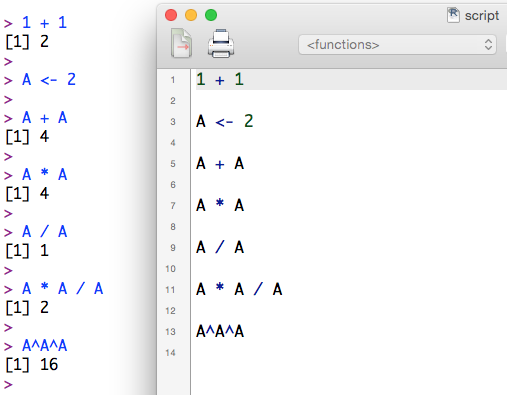 > 1 + 1
[1] 2
>
> A <- 2
>
> A + A
[1] 4
>
> A * A
[1] 4
>
> A / A
[1] 1
>
> A * A / A
[1] 2
>
> A^A^A
[1] 16
>
script
<functions>
1 1 + 1
2
3 A <- 2
4
5 A + A
6
7 A * A
8
9 A / A
10
11 A * A / A
12
13 A^A^A
14